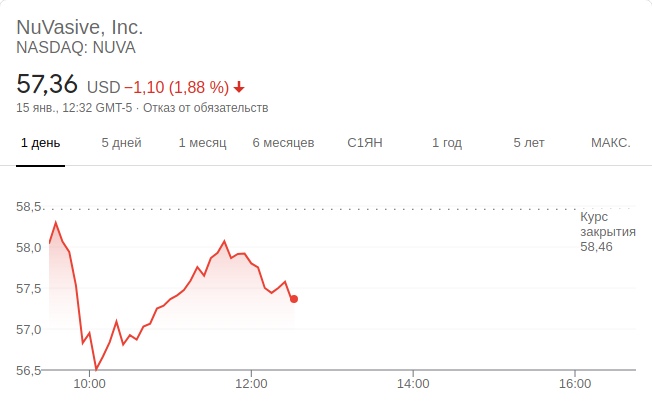 NuVasive, Inc.
NASDAQ: NUVA
57,36 USD −1,10 (1,88 %)
15 янв., 12:32 GMT-5 · Отказ от обязательств
1 день 5 дней 1 месяц 6 месяцев С1ЯН 1 год 5 лет МАКС.
58,5
Курс
закрытия
58,46
58,0
57,5
57,0
56,5
10:00 12:00 14:00 16:00